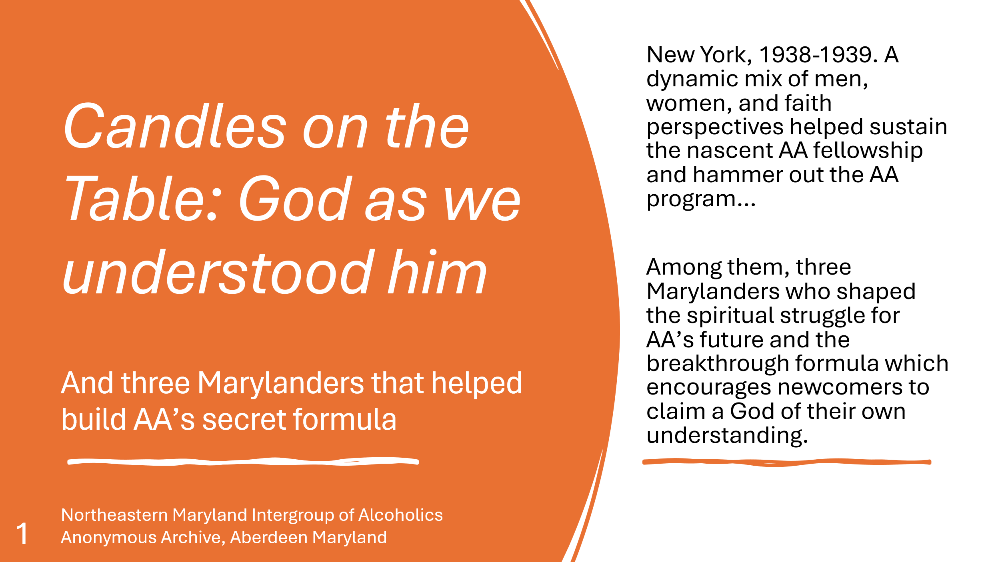 Candles on the
Table: God as we
understood him
And three Marylanders that helped
build AA’s secret formula
Northeastern Maryland Intergroup of Alcoholics
Anonymous Archive, Aberdeen Maryland
1
New York, 1938-1939. A
dynamic mix of men,
women, and faith
perspectives helped sustain
the nascent AA fellowship
and hammer out the AA
program…
Among them, three
Marylanders who shaped
the spiritual struggle for
AA’s future and the
breakthrough formula which
encourages newcomers to
claim a God of their own
understanding.